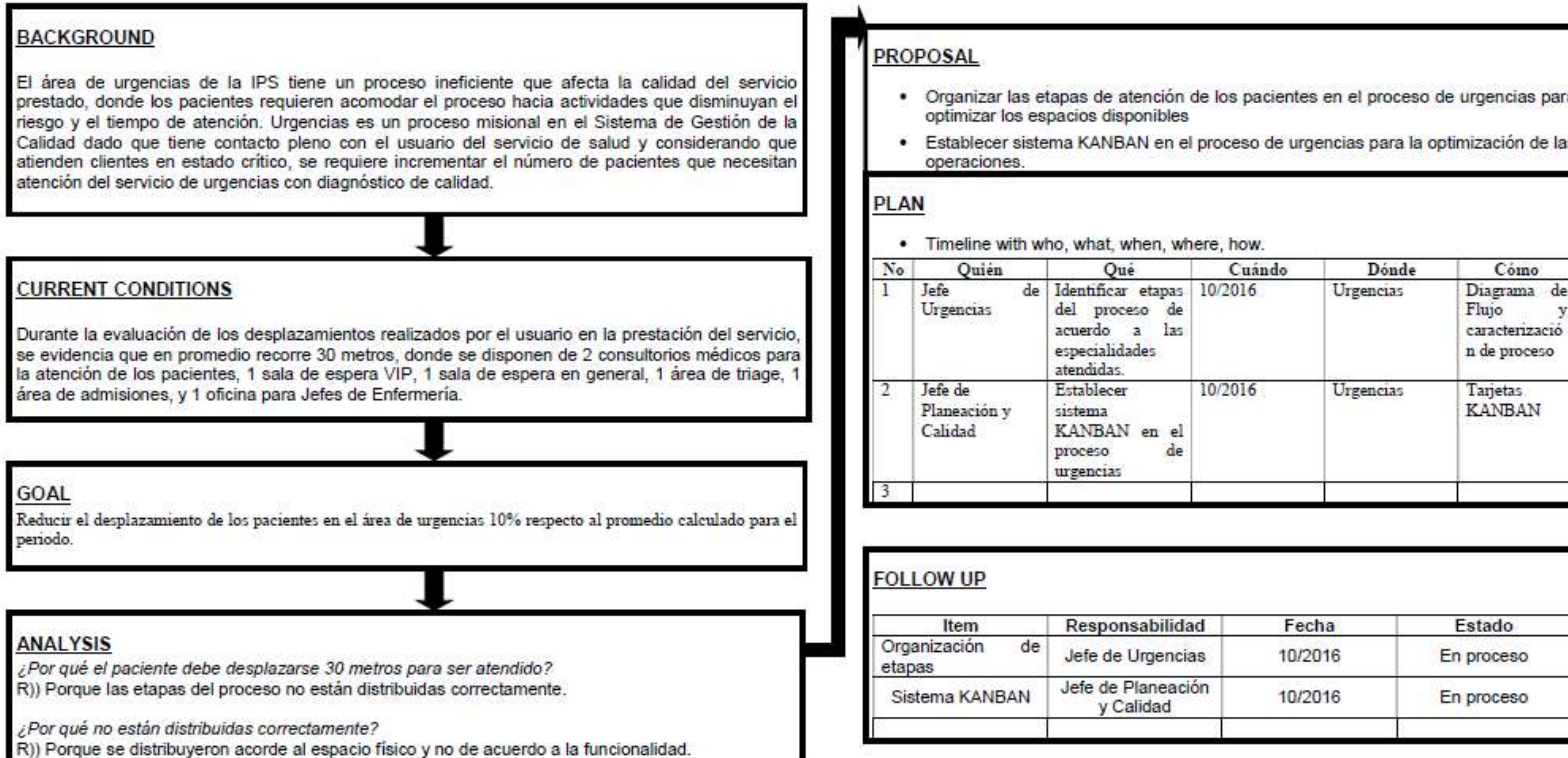 BACKGROUND
El área de urgencias de la IPS tiene un proceso ineficiente que afecta la calidad del servicio
prestado, donde los pacientes requieren acomodar el proceso hacia actividades que disminuyan el
riesgo y el tiempo de atención. Urgencias es un proceso misional en el Sistema de Gestión de la
Calidad dado que tiene contacto pleno con el usuario del servicio de salud y considerando que
atienden clientes en estado crítico, se requiere incrementar el número de pacientes que necesitan
atención del servicio de urgencias con diagnóstico de calidad.
CURRENT CONDITIONS
Durante la evaluación de los desplazamientos realizados por el usuario en la prestación del servicio,
se evidencia que en promedio recorre 30 metros, donde se disponen de 2 consultorios médicos para
la atención de los pacientes, 1 sala de espera VIP, 1 sala de espera en general, 1 área de triage, 1
área de admisiones, y 1 oficina para Jefes de Enfermería.
GOAL
Reducir el desplazamiento de los pacientes en el área de urgencias 10% respecto al promedio calculado para el
periodo.
ANALYSIS
¿Por qué el paciente debe desplazarse 30 metros para ser atendido?
R)) Porque las etapas del proceso no están distribuidas correctamente.
¿Por qué no están distribuidas correctamente?
R)) Porque se distribuyeron acorde al espacio físico y no de acuerdo a la funcionalidad.
PROPOSAL
• Organizar las etapas de atención de los pacientes en el proceso de urgencias para
optimizar los espacios disponibles
• Establecer sistema KANBAN en el proceso de urgencias para la optimización de las
operaciones.
PLAN
• Timeline with who, what, when, where, how.
No Quién Qué Cuándo Dónde Cómo
1 Jefe de Identificar etapas 10/2016 Urgencias Diagrama de
Urgencias del proceso de Flujo y
acuerdo a las caracterizació
especialidades n de proceso
atendidas.
2 Jefe de Establecer 10/2016 Urgencias Tarjetas
Planeación y sistema KANBAN
Calidad KANBAN en el
proceso de
urgencias
3
FOLLOW UP
Item Responsabilidad Fecha Estado
Organización de
etapas Jefe de Urgencias 10/2016 En proceso
Sistema KANBAN Jefe de Planeación
y Calidad 10/2016 En proceso